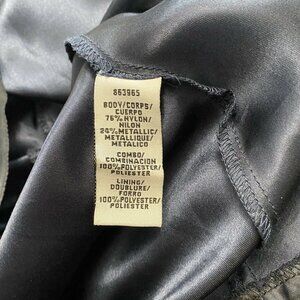 863965
BODY/CORPS/
CUERPO
76% NYLON/
NILON
24% METALLIC/
METALLIQUE/
METALICO
COMBO/
COMBINACION
100% POLYESTER/
POLIESTER
LINING/
DOUBLURE/
FORRO
100% POLYESTER/
POLIESTER